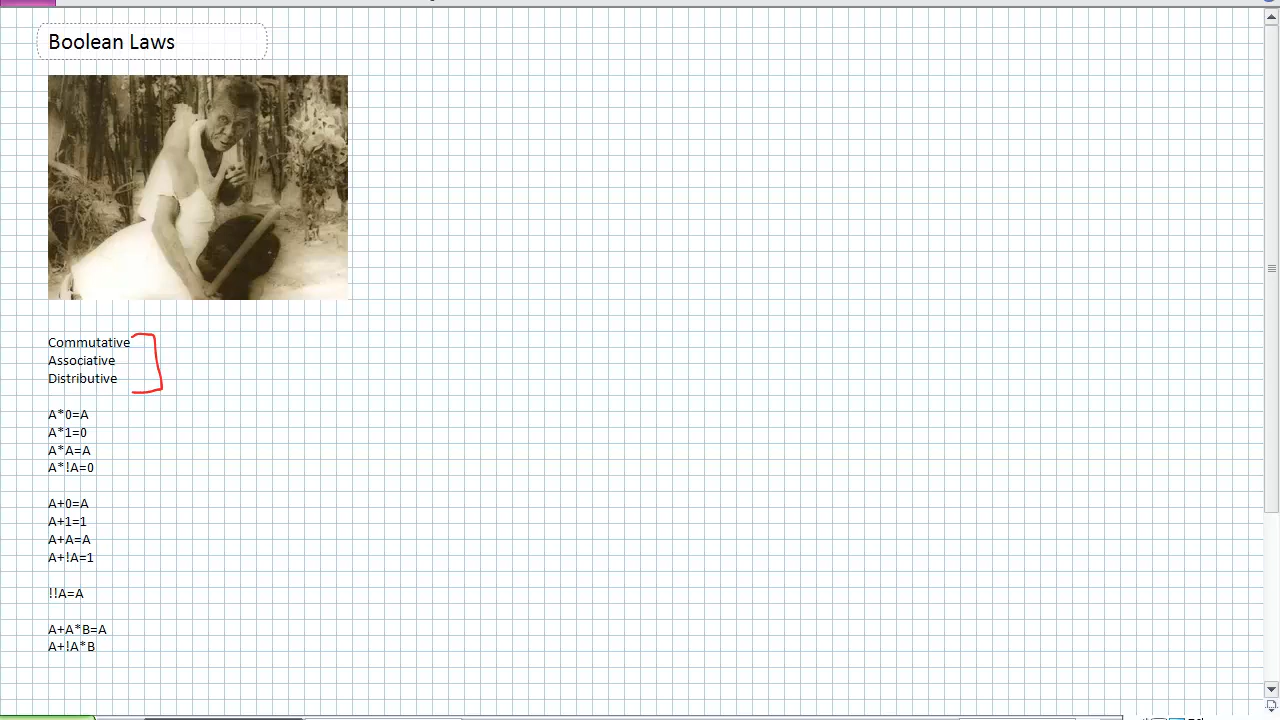 Boolean Laws
Commutative
Associative
Distributive
A*0=A
A*1=0
A*A=A
A*!A=0
A+0=A
A+1=1
A+A=A
A+!A=1
!!A=A
A+A*B=A
A+!A*B